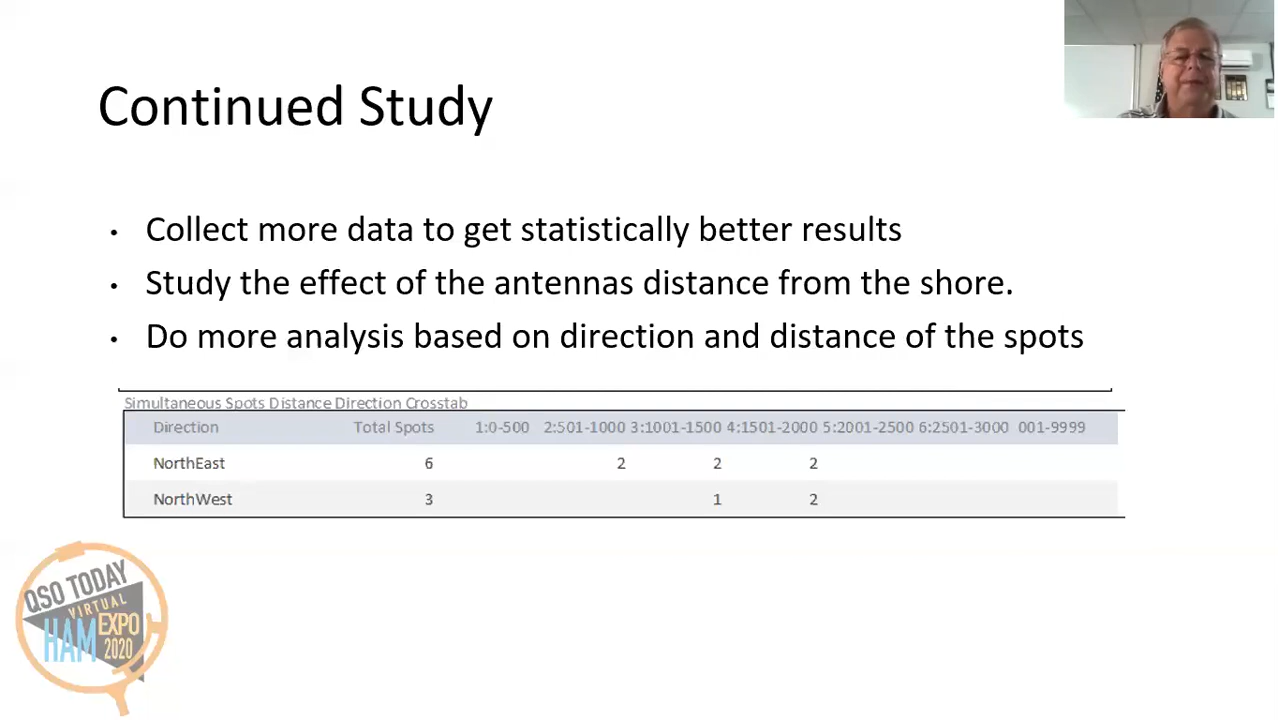 Continued Study
• Collect more data to get statistically better results
• Study the effect of the antennas distance from the shore.
• Do more analysis based on direction and distance of the spots
Simultaneous Spots Distance Direction Crosstab
Direction Total Spots 1:0-500 2:501-1000 3:1001-1500 4:1501-2000 5:2001-2500 6:2501-3000 001-9999
NorthEast 6 2 2 2
NorthWest 3 1 2
QSO TODAY
VIRTUAL
HAM EXPO
2020